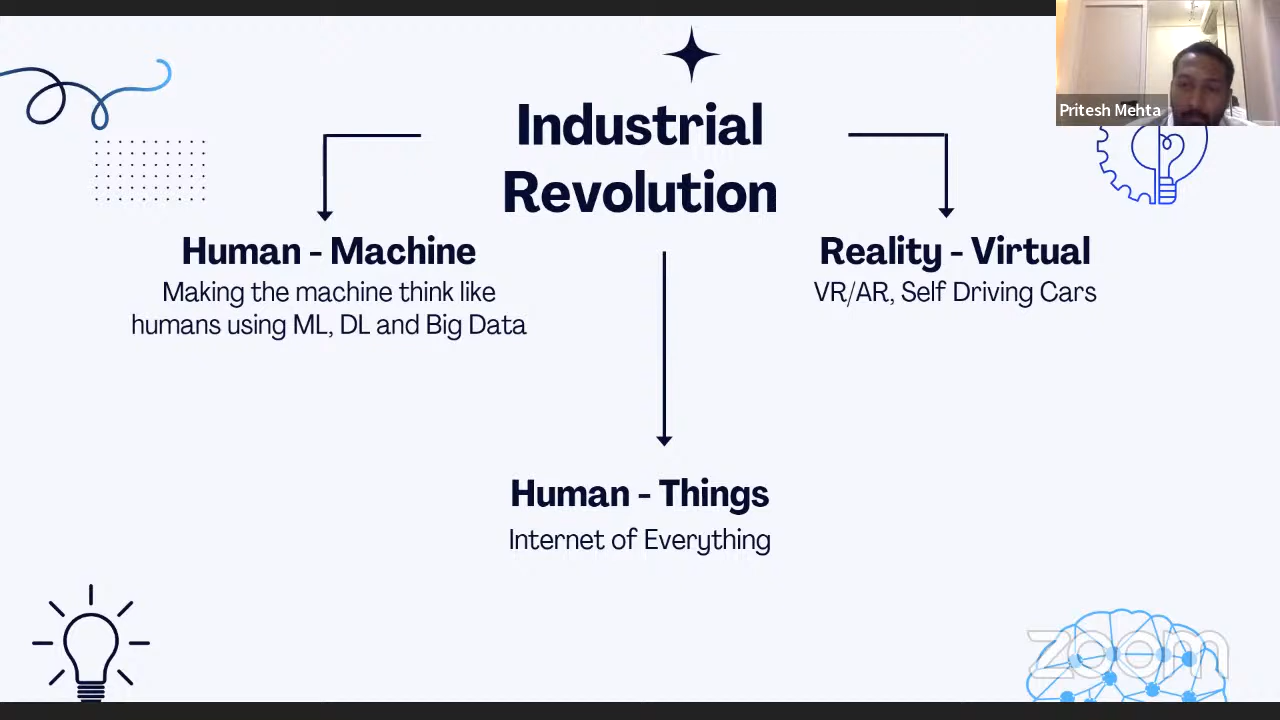 Industrial
Revolution
Pritesh Mehta
Human - Machine
Making the machine think like
humans using ML, DL and Big Data
Reality - Virtual
VR/AR, Self Driving Cars
Human - Things
Internet of Everything
zoom